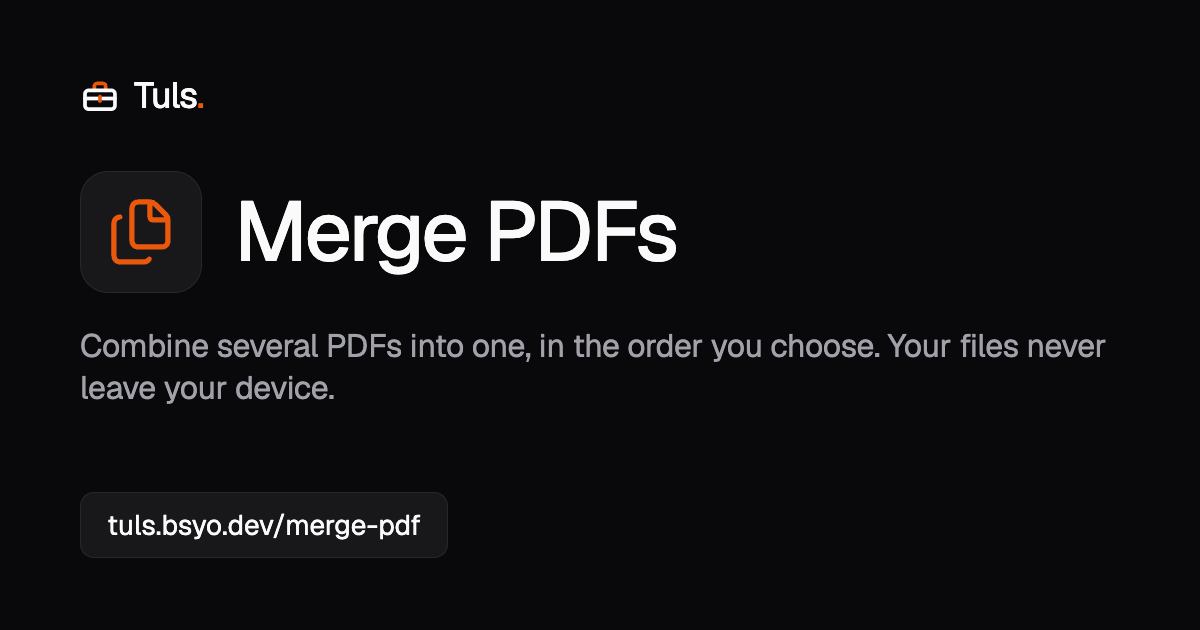 Tuls.
Merge PDFs
Combine several PDFs into one, in the order you choose. Your files never
leave your device.
tuls.bsyo.dev/merge-pdf